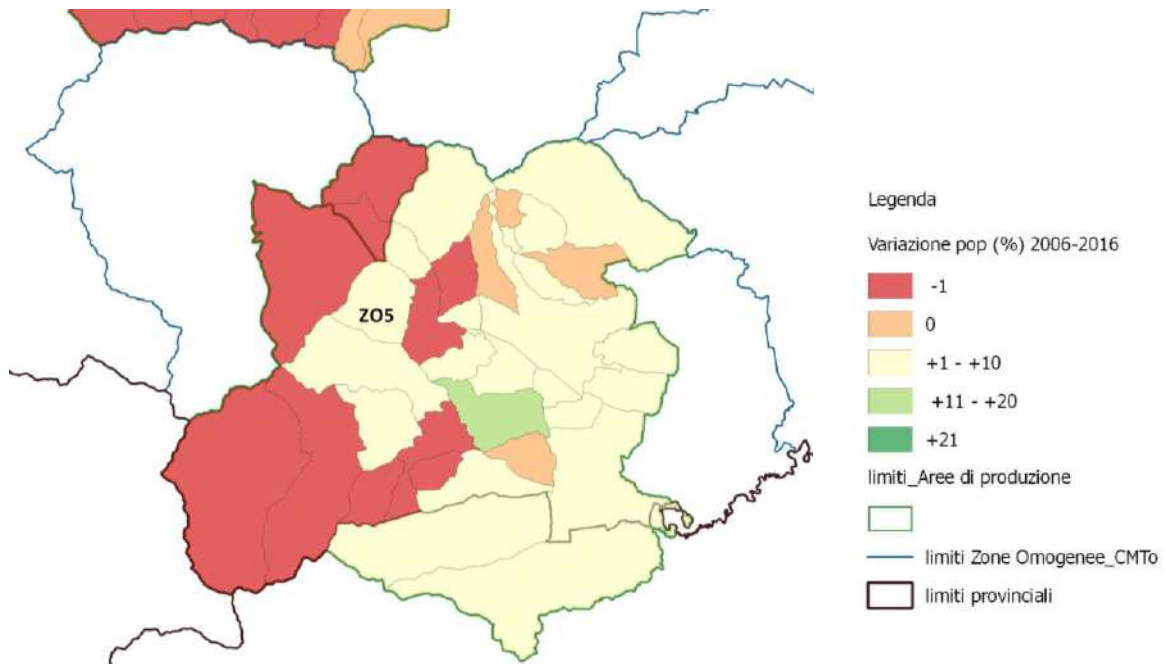 ZO5
Legenda
Variazione pop (%) 2006-2016
-1
0
+1 - +10
+11 - +20
+21
limiti_Aree di produzione
limiti Zone Omogenee_CMTo
limiti provinciali